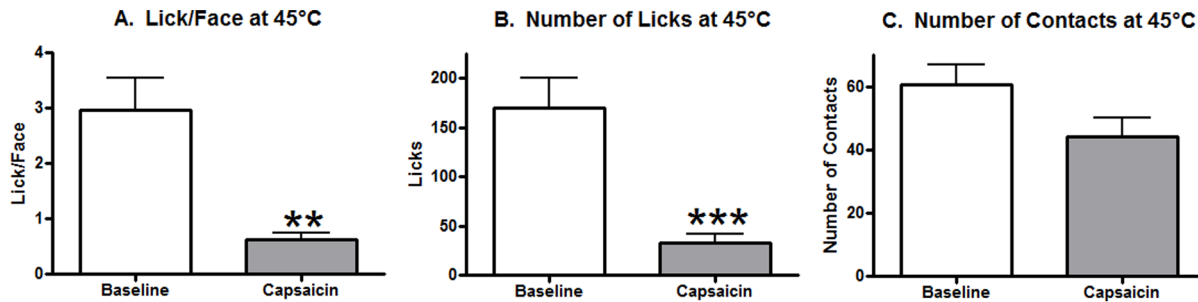 A. Lick/Face at 45°C
Lick/Face
4
3
2
1
0
**
Baseline
Capsaicin
B. Number of Licks at 45°C
Licks
200
150
100
50
0
***
Baseline
Capsaicin
C. Number of Contacts at 45°C
Number of Contacts
60
40
20
0
Baseline
Capsaicin